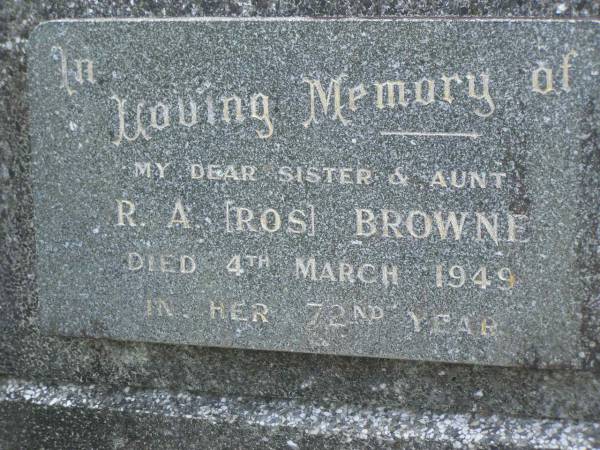 In
Loving Memory of
MY DEAR SISTER & AUNT
R. A. [ROS] BROWNE
DIED 4TH MARCH 1949
IN HER 72ND YEAR